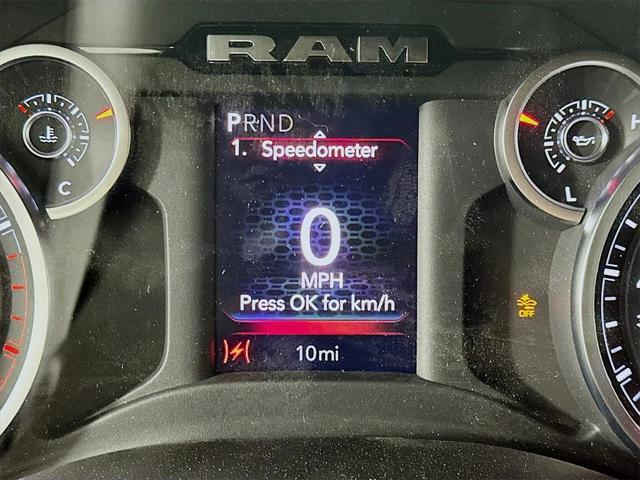 RAM
PRND
1. Speedometer
H
C
L
0
MPH
Press OK for km/h
OFF
10mi